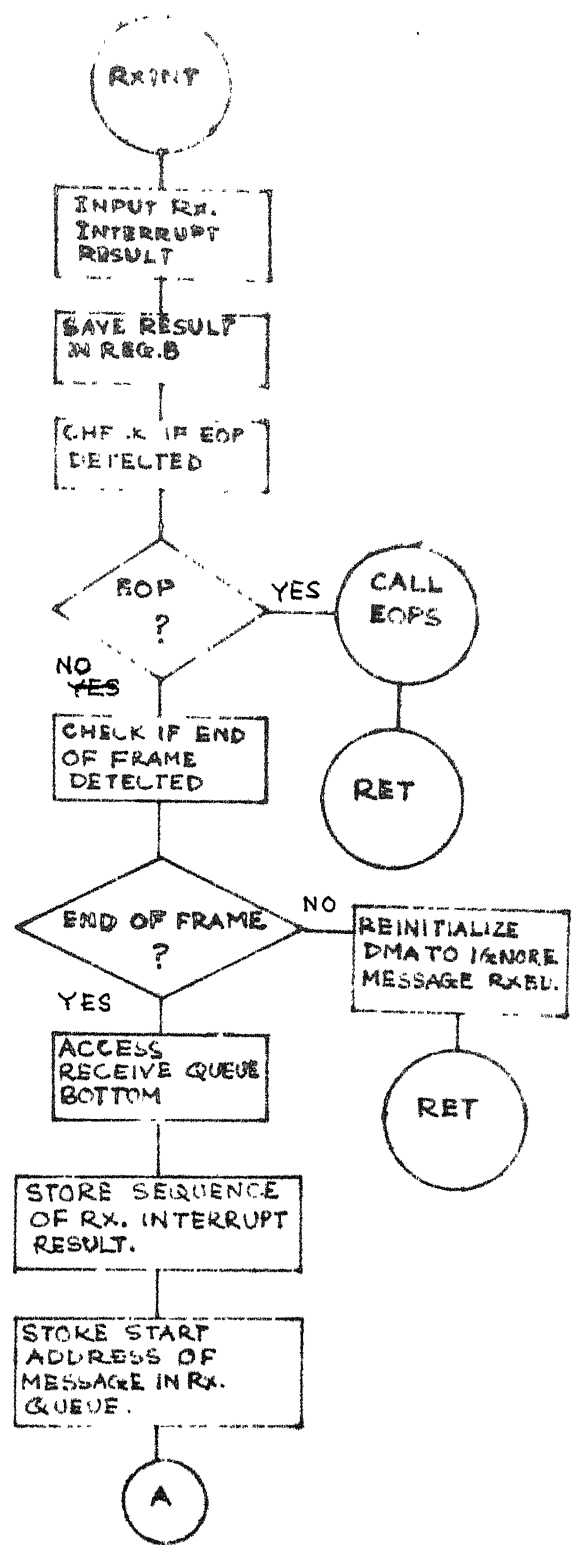 RXINT
INPUT RX.
INTERRUPT
RESULT
SAVE RESULT
IN REG.B
CHECK IF EOP
DETECTED
EOP
?
YES
CALL
EOPS
NO
YES
RET
CHECK IF END
OF FRAME
DETECTED
END OF FRAME
?
NO
REINITIALIZE
DMA TO IGNORE
MESSAGE RXED.
YES
RET
ACCESS
RECEIVE QUEUE
BOTTOM
STORE SEQUENCE
OF RX. INTERRUPT
RESULT.
STORE START
ADDRESS OF
MESSAGE IN RX.
QUEUE.
A